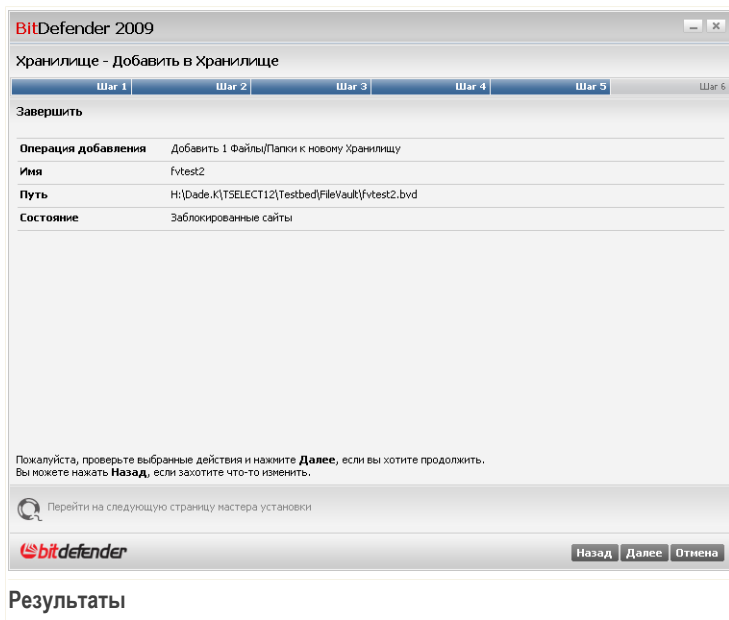 BitDefender 2009
Хранилище - Добавить в Хранилище
Шаг 1 Шаг 2 Шаг 3 Шаг 4 Шаг 5 Шаг 6
Завершить
Операция добавления Добавить 1 Файлы/Папки к новому Хранилищу
Имя fvtest2
Путь H:\Dade.K\TSELECT12\Testbed\FileVault\fvtest2.bvd
Состояние Заблокированные сайты
Пожалуйста, проверьте выбранные действия и нажмите Далее, если вы хотите продолжить.
Вы можете нажать Назад, если захотите что-то изменить.
Перейти на следующую страницу мастера установки
bitdefender
Назад Далее Отмена
Результаты